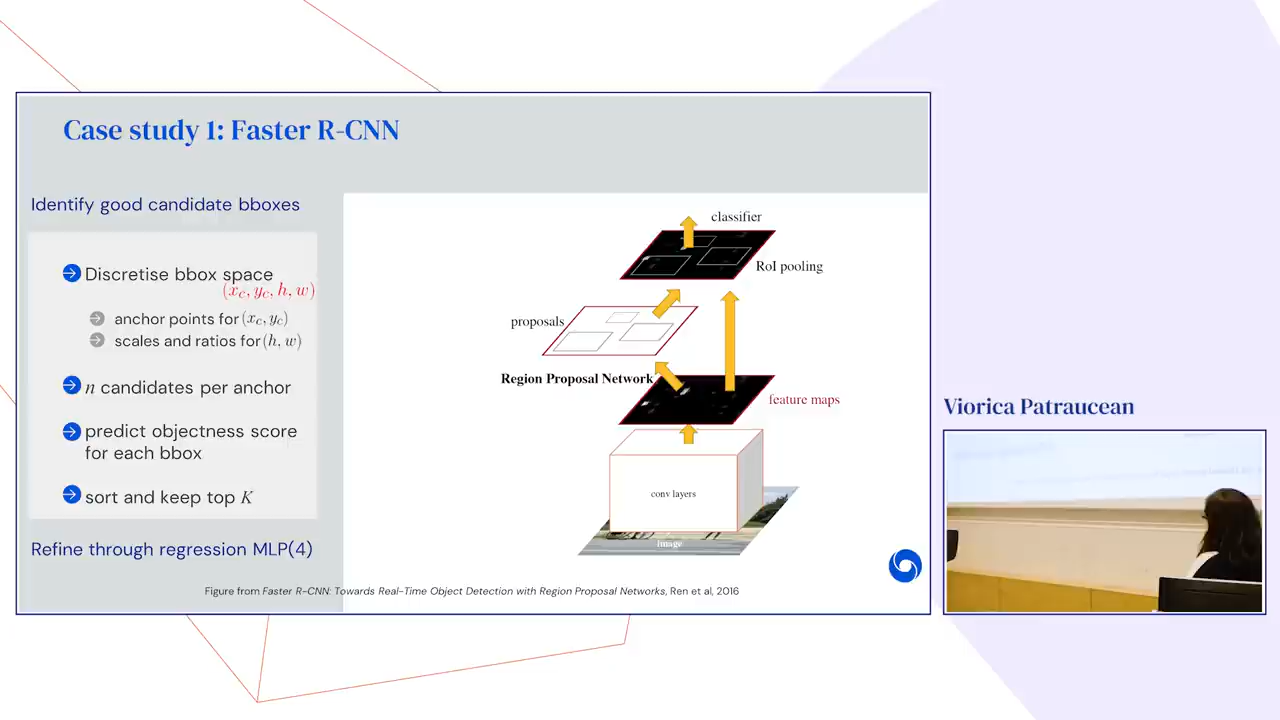 Case study 1: Faster R-CNN
Identify good candidate bboxes
Discretise bbox space
(x_c, y_c, h, w)
anchor points for (x_c, y_c)
scales and ratios for (h, w)
n candidates per anchor
predict objectness score
for each bbox
sort and keep top K
Refine through regression MLP(4)
classifier
RoI pooling
proposals
Region Proposal Network
feature maps
conv layers
image
Figure from Faster R-CNN: Towards Real-Time Object Detection with Region Proposal Networks, Ren et al, 2016
Viorica Patraucean